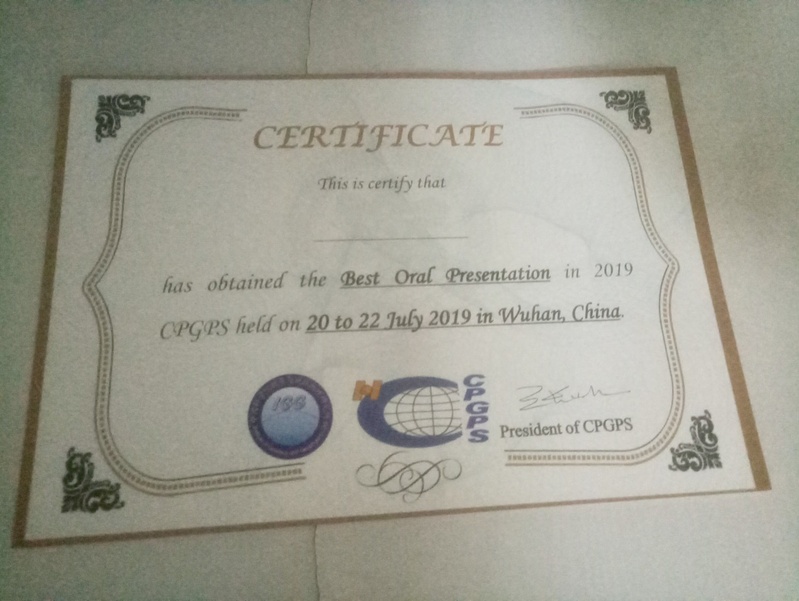 CERTIFICATE
This is certify that
has obtained the Best Oral Presentation in 2019
CPGPS held on 20 to 22 July 2019 in Wuhan, China.
IGG
CPGPS
President of CPGPS